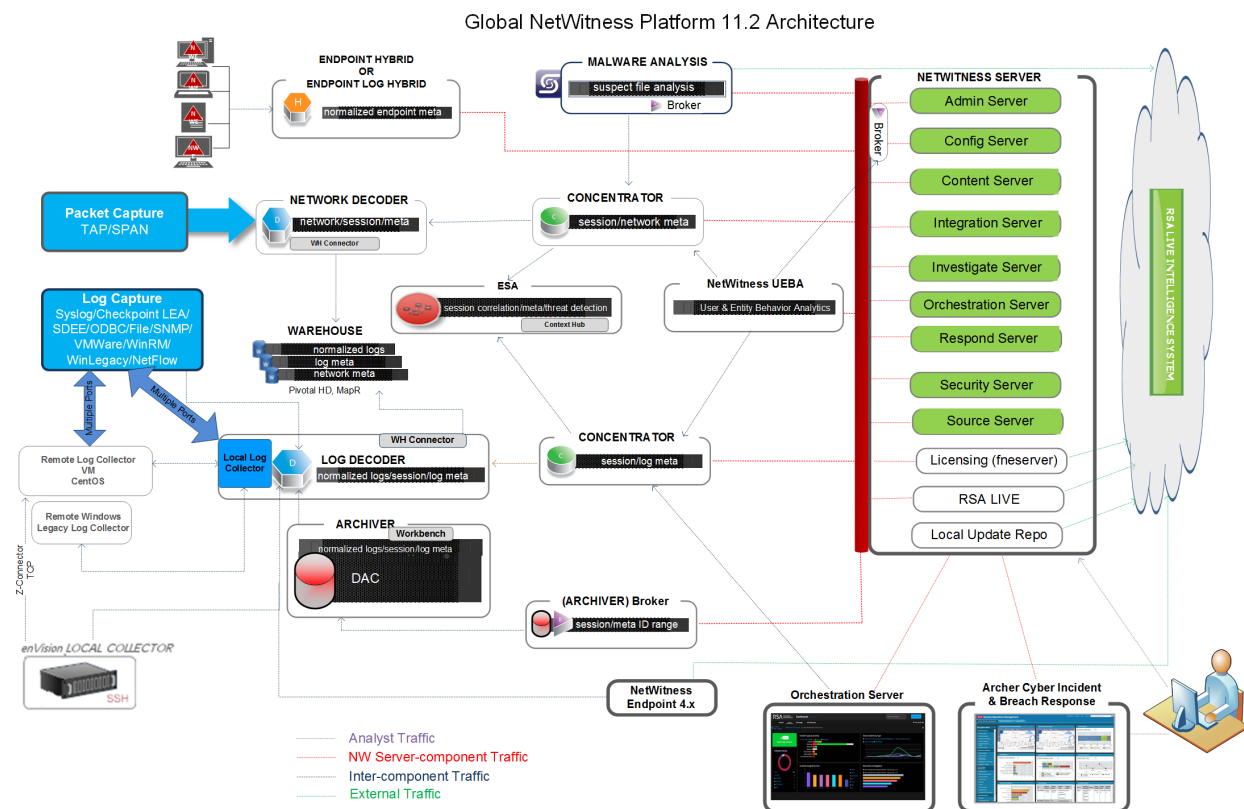 Global NetWitness Platform 11.2 Architecture
ENDPOINT HYBRID
OR
ENDPOINT LOG HYBRID
normalized endpoint meta
N
N
N
NW
H
MALWARE ANALYSIS
suspect file analysis
Broker
NETWITNESS SERVER
Broker
Admin Server
Config Server
Content Server
Integration Server
Investigate Server
Orchestration Server
Respond Server
Security Server
Source Server
Licensing (fneserver)
RSA LIVE
Local Update Repo
RSA LIVE INTELLIGENCE SYSTEM
Packet Capture
TAP/SPAN
NETWORK DECODER
D
network/session/meta
WH Connector
CONCENTRATOR
C
session/network meta
ESA
session correlation/meta/threat detection
Context Hub
NetWitness UEBA
User & Entity Behavior Analytics
Log Capture
Syslog/Checkpoint LEA/
SDEE/ODBC/File/SNMP/
VMWare/WinRM/
WinLegacy/NetFlow
WAREHOUSE
normalized logs
log meta
network meta
Pivotal HD, MapR
Multiple Ports
Multiple Ports
WH Connector
Local Log
Collector
D
LOG DECODER
normalized logs/session/log meta
CONCENTRATOR
C
session/log meta
Remote Log Collector
VM
CentOS
Remote Windows
Legacy Log Collector
Z-Connector
TCP
ARCHIVER
Workbench
normalized logs/session/log meta
DAC
(ARCHIVER) Broker
session/meta ID range
enVision LOCAL COLLECTOR
SSH
NetWitness
Endpoint 4.x
Orchestration Server
RSA
Archer Cyber Incident
& Breach Response
Analyst Traffic
NW Server-component Traffic
Inter-component Traffic
External Traffic